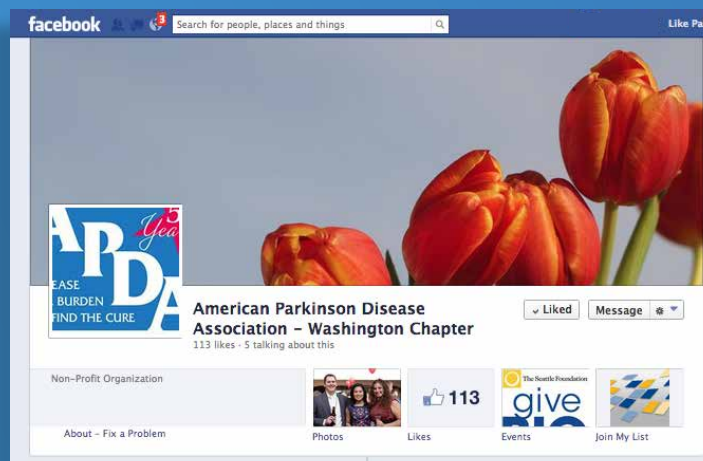 facebook
3
Search for people, places and things
Like Pa
APDA
5
Yea
EASE
BURDEN
FIND THE CURE
American Parkinson Disease
Association – Washington Chapter
113 likes · 5 talking about this
Liked
Message
Non-Profit Organization
About – Fix a Problem
Photos
113
Likes
The Seattle Foundation
give
BIG
Events
Join My List